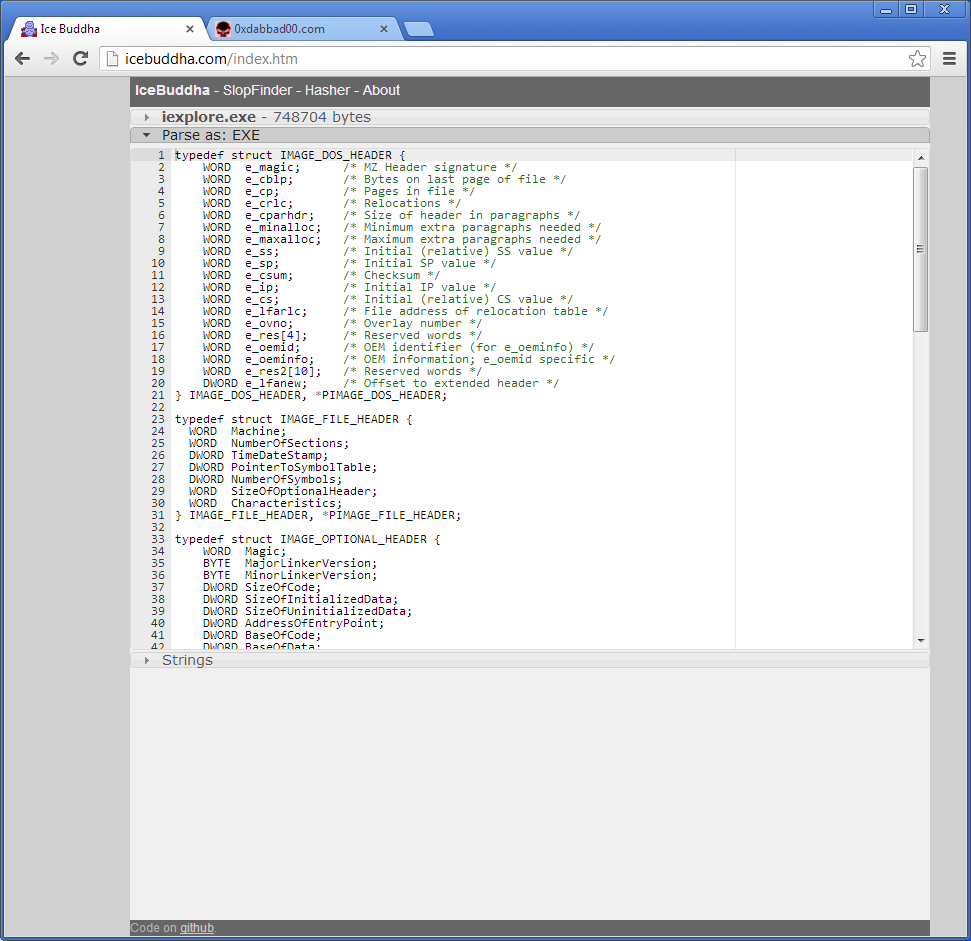 Ice Buddha
0xdabbad00.com
icebuddha.com/index.htm
IceBuddha - SlopFinder - Hasher - About
iexplore.exe - 748704 bytes
Parse as: EXE
1 typedef struct IMAGE_DOS_HEADER {
2 WORD e_magic; /* MZ Header signature */
3 WORD e_cblp; /* Bytes on last page of file */
4 WORD e_cp; /* Pages in file */
5 WORD e_crlc; /* Relocations */
6 WORD e_cparhdr; /* Size of header in paragraphs */
7 WORD e_minalloc; /* Minimum extra paragraphs needed */
8 WORD e_maxalloc; /* Maximum extra paragraphs needed */
9 WORD e_ss; /* Initial (relative) SS value */
10 WORD e_sp; /* Initial SP value */
11 WORD e_csum; /* Checksum */
12 WORD e_ip; /* Initial IP value */
13 WORD e_cs; /* Initial (relative) CS value */
14 WORD e_lfarlc; /* File address of relocation table */
15 WORD e_ovno; /* Overlay number */
16 WORD e_res[4]; /* Reserved words */
17 WORD e_oemid; /* OEM identifier (for e_oeminfo) */
18 WORD e_oeminfo; /* OEM information; e_oemid specific */
19 WORD e_res2[10]; /* Reserved words */
20 DWORD e_lfanew; /* Offset to extended header */
21 } IMAGE_DOS_HEADER, *PIMAGE_DOS_HEADER;
22
23 typedef struct IMAGE_FILE_HEADER {
24 WORD Machine;
25 WORD NumberOfSections;
26 DWORD TimeDateStamp;
27 DWORD PointerToSymbolTable;
28 DWORD NumberOfSymbols;
29 WORD SizeOfOptionalHeader;
30 WORD Characteristics;
31 } IMAGE_FILE_HEADER, *PIMAGE_FILE_HEADER;
32
33 typedef struct IMAGE_OPTIONAL_HEADER {
34 WORD Magic;
35 BYTE MajorLinkerVersion;
36 BYTE MinorLinkerVersion;
37 DWORD SizeOfCode;
38 DWORD SizeOfInitializedData;
39 DWORD SizeOfUninitializedData;
40 DWORD AddressOfEntryPoint;
41 DWORD BaseOfCode;
42 DWORD BaseOfData;
Strings
Code on github.